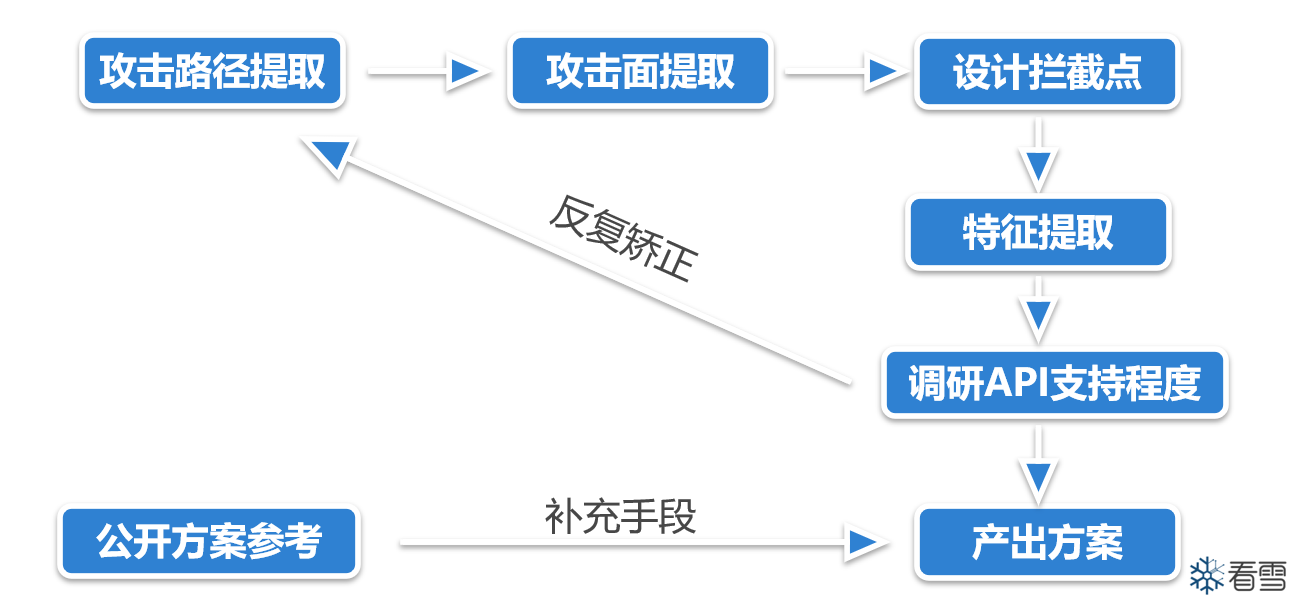 攻击路径提取
攻击面提取
设计拦截点
反复矫正
特征提取
调研API支持程度
补充手段
公开方案参考
产出方案
看雪